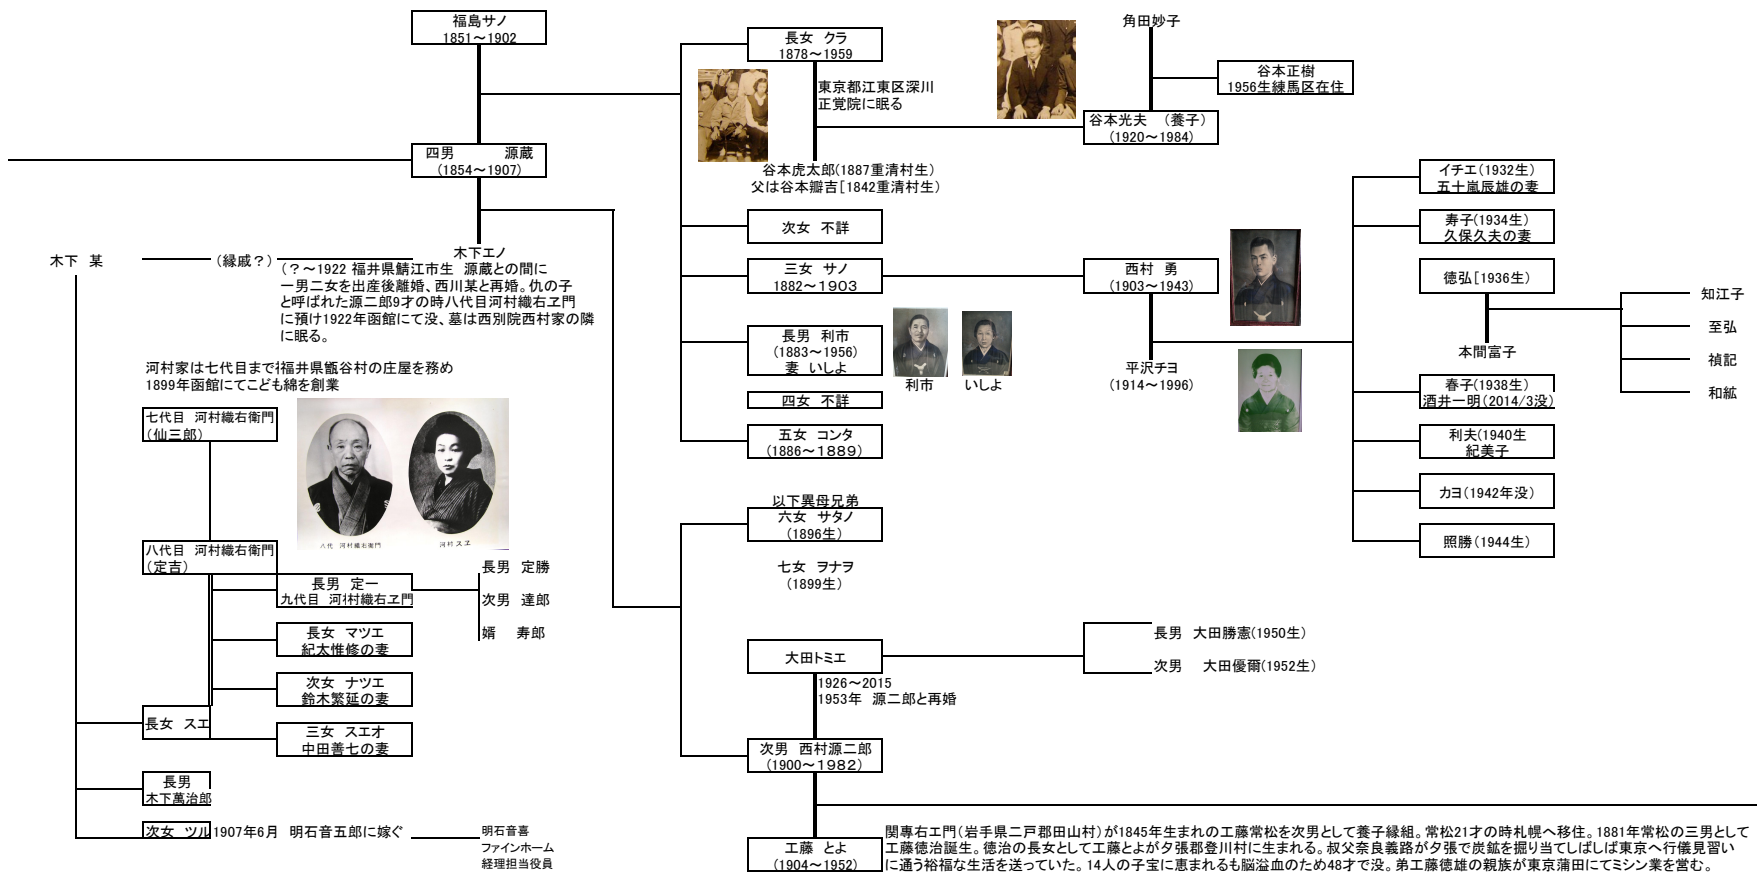 福島サノ
1851～1902
四男　源蔵
(1854～1907)
木下　某
（縁戚？）
木下エノ
（？～1922 福井県鯖江市生　源蔵との間に
一男二女を出産後離婚、西川某と再婚。仇の子
と呼ばれた源二郎9才の時八代目河村織右ヱ門
に預け1922年函館にて没、墓は西別院西村家の隣
に眠る。
河村家は七代目まで福井県甑谷村の庄屋を務め
1899年函館にてこども綿を創業
七代目　河村織右衛門
（仙三郎）
八代　河村織右衛門
河村スヱ
八代目　河村織右衛門
（定吉）
長男　定一
九代目　河村織右ヱ門
長男　定勝
次男　達郎
婿　寿郎
長女　マツエ
紀太惟修の妻
次女　ナツエ
鈴木繁延の妻
長女　スエ
三女　スエオ
中田善七の妻
長男
木下萬治郎
次女　ツル
1907年6月　明石音五郎に嫁ぐ
明石音喜
ファインホーム
経理担当役員
長女　クラ
1878～1959
東京都江東区深川
正覚院に眠る
谷本虎太郎(1887重清村生)
父は谷本瓣吉[1842重清村生）
角田妙子
谷本正樹
1956生練馬区在住
谷本光夫　（養子）
(1920～1984)
次女　不詳
三女　サノ
1882～1903
西村　勇
(1903～1943)
平沢チヨ
(1914～1996)
長男　利市
(1883～1956)
妻　いしよ
利市
いしよ
四女　不詳
五女　コンタ
(1886～1889)
イチエ(1932生)
五十嵐辰雄の妻
寿子(1934生)
久保久夫の妻
徳弘[1936生)
本間富子
知江子
至弘
禎記
和紘
春子(1938生)
酒井一明(2014/3没)
利夫(1940生
紀美子
カヨ(1942年没)
照勝(1944生)
以下異母兄弟
六女　サタノ
(1896生)
七女　ヲナヲ
(1899生)
大田トミエ
1926～2015
1953年　源二郎と再婚
長男　大田勝憲(1950生)
次男　大田優爾(1952生)
次男　西村源二郎
(1900～1982)
工藤　とよ
(1904～1952)
関専右エ門(岩手県二戸郡田山村)が1845年生まれの工藤常松を次男として養子縁組。常松21才の時札幌へ移住。1881年常松の三男として
工藤徳治誕生。徳治の長女として工藤とよが夕張郡登川村に生まれる。叔父奈良義路が夕張で炭鉱を掘り当てしばしば東京へ行儀見習い
に通う裕福な生活を送っていた。14人の子宝に恵まれるも脳溢血のため48才で没。弟工藤徳雄の親族が東京蒲田にてミシン業を営む。